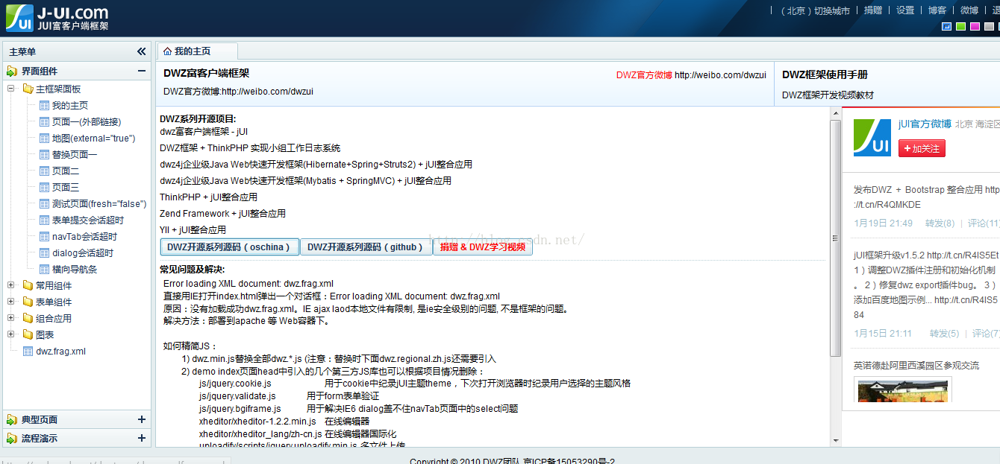 J-UI.com
JUI富客户端框架
（北京）切换城市
捐赠
设置
博客
微博
主菜单
界面组件
主框架面板
我的主页
页面一(外部链接)
地图(external="true")
替换页面一
页面二
页面三
测试页面(fresh="false")
表单提交会话超时
navTab会话超时
dialog会话超时
横向导航条
常用组件
表单组件
组合应用
图表
dwz.frag.xml
典型页面
流程演示
我的主页
DWZ富客户端框架
DWZ官方微博:http://weibo.com/dwzui
DWZ官方微博 http://weibo.com/dwzui
DWZ框架使用手册
DWZ框架开发视频教材
DWZ系列开源项目:
dwz富客户端框架 - jUI
DWZ框架 + ThinkPHP 实现小组工作日志系统
dwz4j企业级Java Web快速开发框架(Hibernate+Spring+Struts2) + jUI整合应用
dwz4j企业级Java Web快速开发框架(Mybatis + SpringMVC) + jUI整合应用
ThinkPHP + jUI整合应用
Zend Framework + jUI整合应用
YII + jUI整合应用
DWZ开源系列源码（oschina）
DWZ开源系列源码（github）
捐赠 & DWZ学习视频
http://blog.csdn.net/
常见问题及解决:
Error loading XML document: dwz.frag.xml
直接用IE打开index.html弹出一个对话框：Error loading XML document: dwz.frag.xml
原因：没有加载成功dwz.frag.xml。IE ajax laod本地文件有限制, 是ie安全级别的问题, 不是框架的问题。
解决方法：部署到apache 等 Web容器下。
如何精简JS：
1) dwz.min.js替换全部dwz.*.js (注意：替换时下面dwz.regional.zh.js还需要引入
2) demo index页面head中引入的几个第三方JS库也可以根据项目情况删除：
js/jquery.cookie.js 用于cookie中纪录jUI主题theme，下次打开浏览器时纪录用户选择的主题风格
js/jquery.validate.js 用于form表单验证
js/jquery.bgiframe.js 用于解决IE6 dialog盖不住navTab页面中的select问题
xheditor/xheditor-1.2.2.min.js 在线编辑器
xheditor/xheditor_lang/zh-cn.js 在线编辑器国际化
uploadify/scripts/jquery.uploadify.min.js 多文件上传
UI
jUI官方微博 北京 海淀区
+加关注
发布DWZ + Bootstrap 整合应用 http
://t.cn/R4QMKDE
1月19日 21:49 转发(8) | 评论(11)
jUI框架升级v1.5.2 http://t.cn/R4IS5Et
1）调整DWZ插件注册和初始化机制
。 2）修复dwz export插件bug。 3）
添加百度地图示例... http://t.cn/R4IS5
84
1月15日 21:11 转发(5) | 评论(7)
英诺德赴阿里西溪园区参观交流
Copyright © 2010 DWZ团队 京ICP备15053290号-2